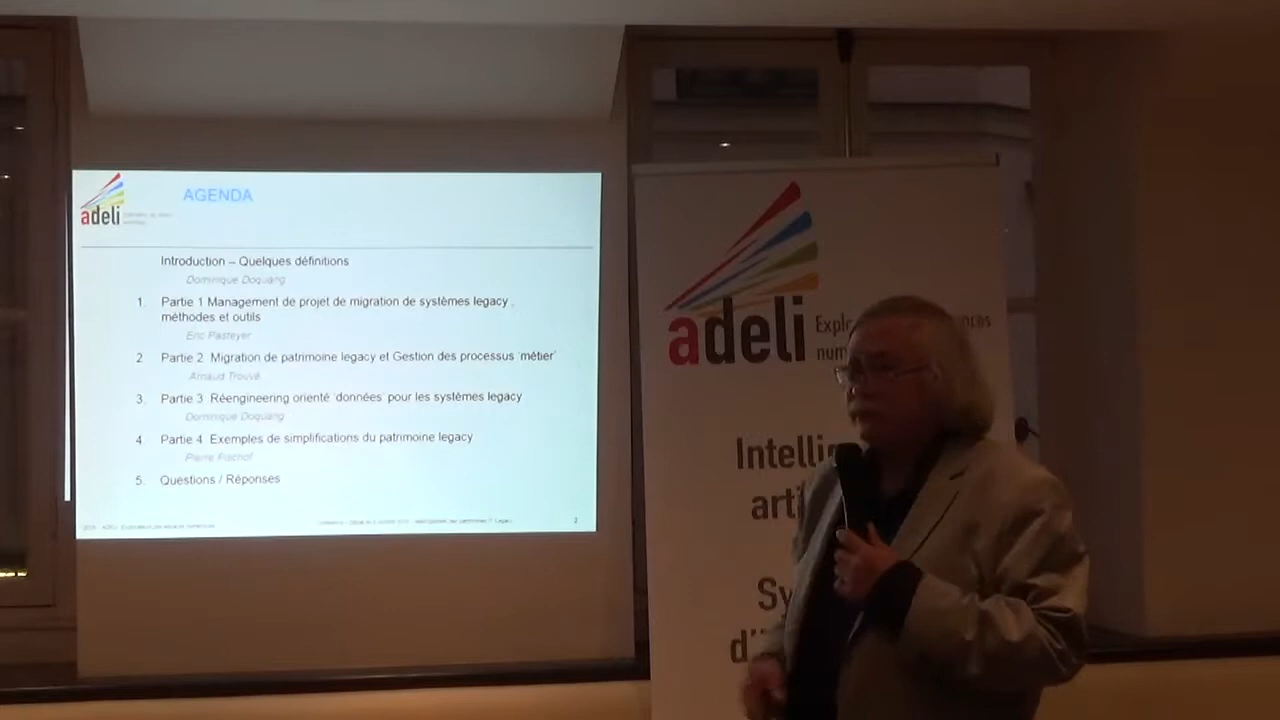 adeli
AGENDA
Introduction – Quelques définitions
Dominique Doquang
1. Partie 1 Management de projet de migration de systèmes legacy ,
méthodes et outils
Eric Pasteyer
2 Partie 2 Migration de patrimoine legacy et Gestion des processus 'métier'
Arnaud Trouvé
3. Partie 3 Réengineering orienté 'données' pour les systèmes legacy
Dominique Doquang
4. Partie 4 Exemples de simplifications du patrimoine legacy
Pierre Fischof
5. Questions / Réponses
2
adeli
Explo
nces
num
Intellig
arti
Sy
d'